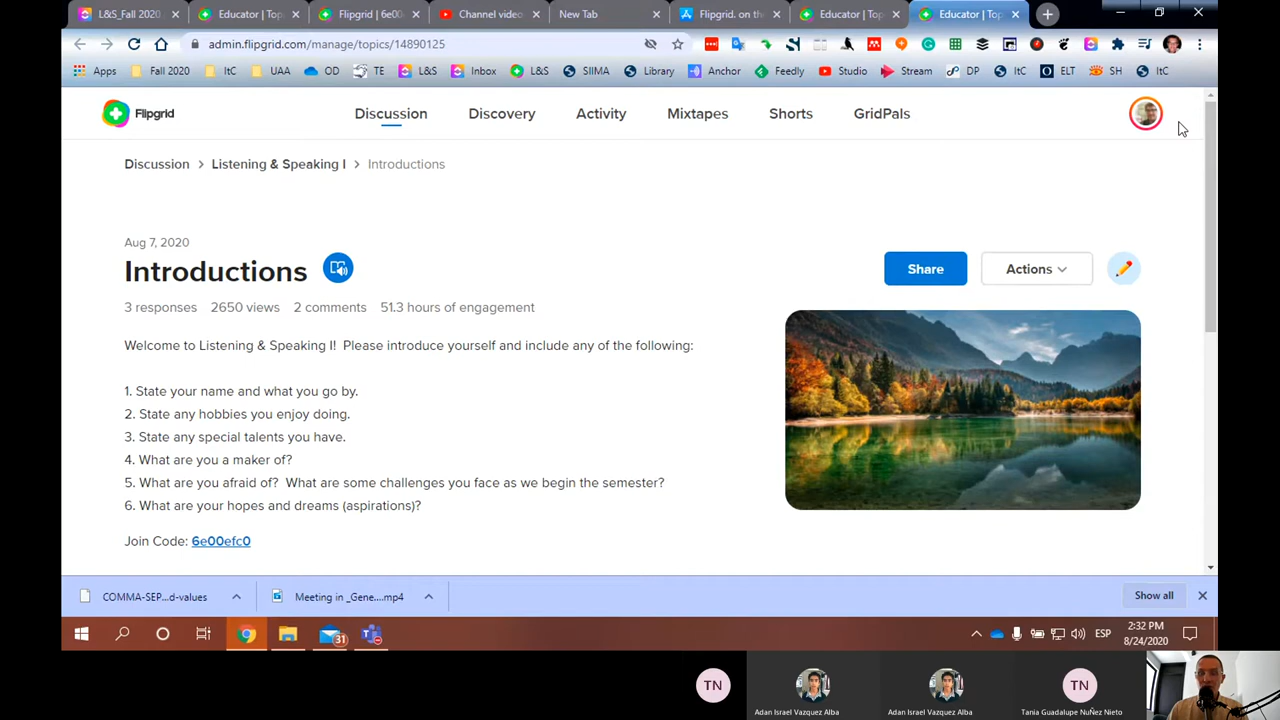 L&S_Fall 2020
Educator | Top
Flipgrid | 6e00
Channel video
New Tab
Flipgrid. on the
Educator | Top
Educator | Top
admin.flipgrid.com/manage/topics/14890125
Apps
Fall 2020
ItC
UAA
OD
TE
L&S
Inbox
L&S
SIIMA
Library
Anchor
Feedly
Studio
Stream
DP
ItC
ELT
SH
ItC
Flipgrid
Discussion
Discovery
Activity
Mixtapes
Shorts
GridPals
Discussion > Listening & Speaking I > Introductions
Aug 7, 2020
Introductions
Share
Actions
3 responses 2650 views 2 comments 51.3 hours of engagement
Welcome to Listening & Speaking I! Please introduce yourself and include any of the following:
1. State your name and what you go by.
2. State any hobbies you enjoy doing.
3. State any special talents you have.
4. What are you a maker of?
5. What are you afraid of? What are some challenges you face as we begin the semester?
6. What are your hopes and dreams (aspirations)?
Join Code: 6e00efc0
COMMA-SEP...d-values
Meeting in _Gene....mp4
Show all
31
ESP
2:32 PM
8/24/2020
TN
TN
Adan Israel Vazquez Alba
Adan Israel Vazquez Alba
Tania Guadalupe NuÑez Nieto